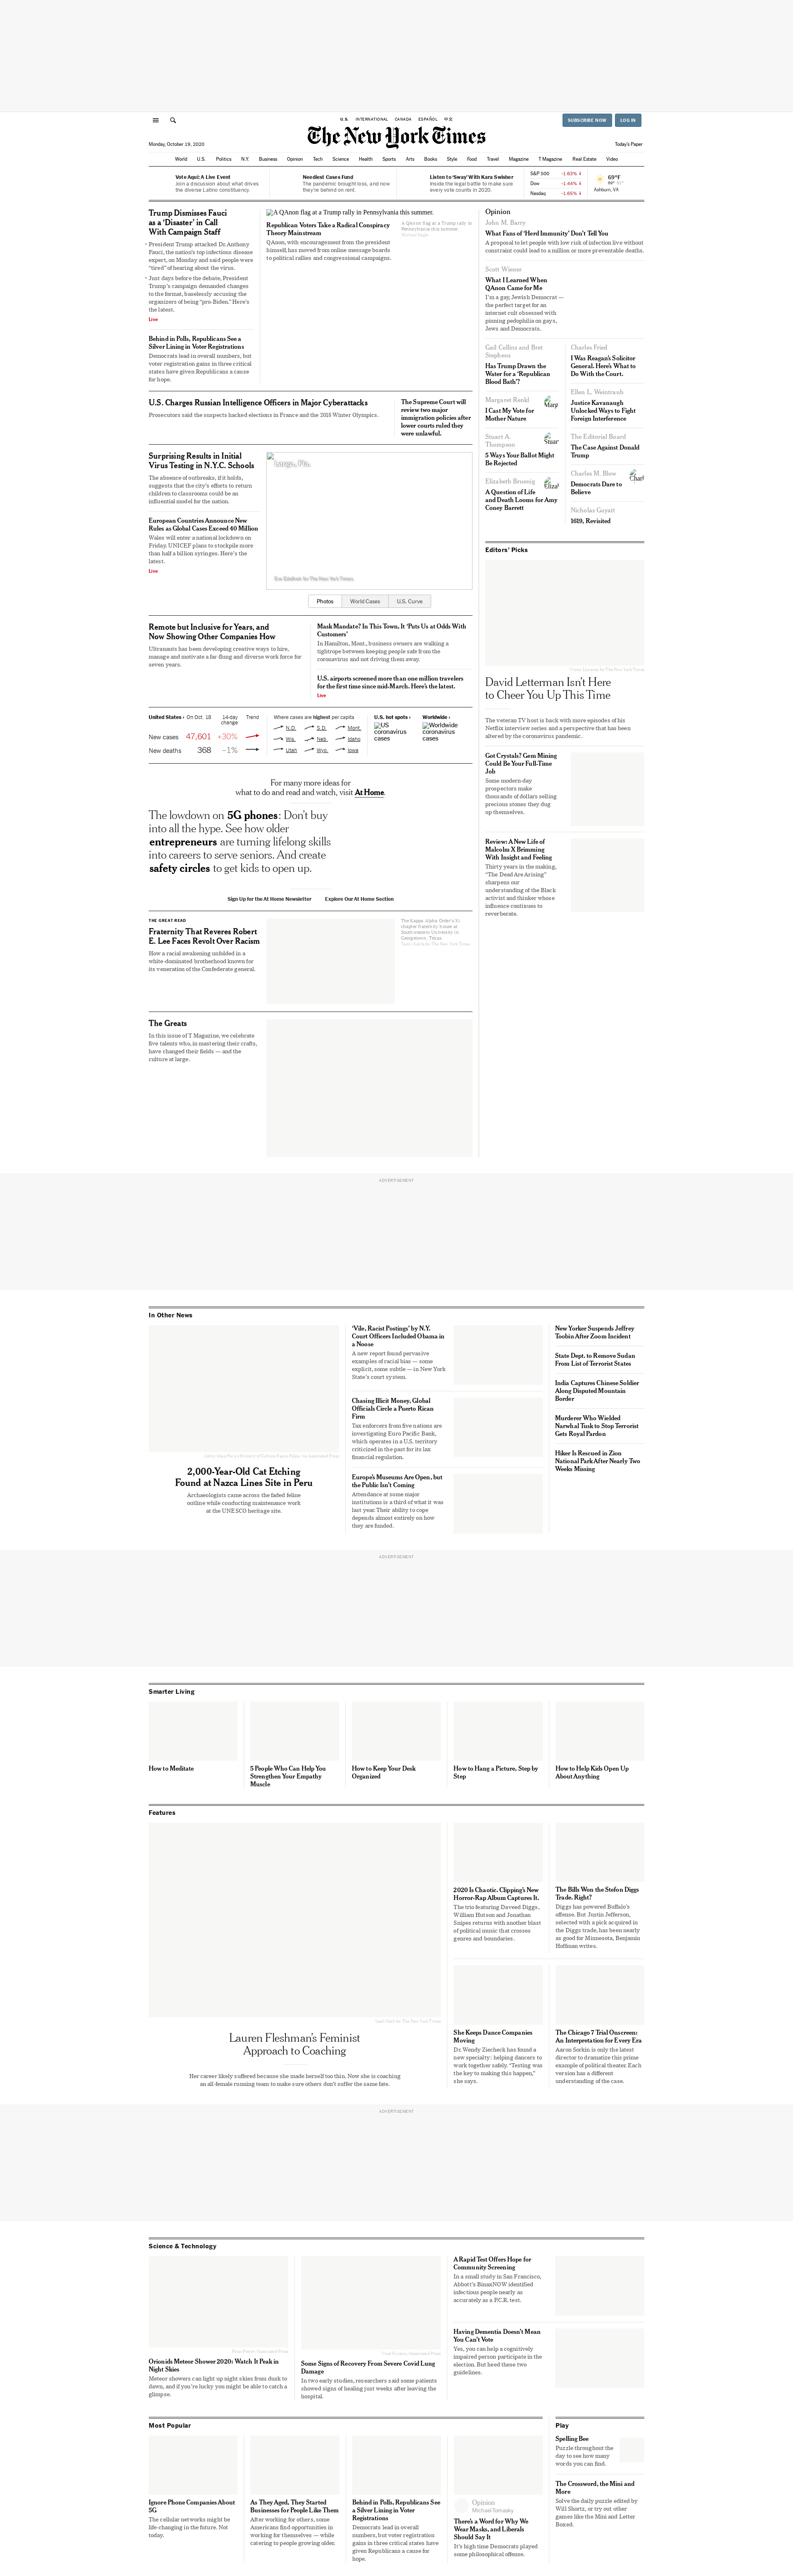 U.S.
INTERNATIONAL
CANADA
ESPAÑOL
中文
SUBSCRIBE NOW
LOG IN
The New York Times
Monday, October 19, 2020
Today's Paper
World
U.S.
Politics
N.Y.
Business
Opinion
Tech
Science
Health
Sports
Arts
Books
Style
Food
Travel
Magazine
T Magazine
Real Estate
Video
Vote Aquí: A Live Event
Join a discussion about what drives
the diverse Latino constituency.
Neediest Cases Fund
The pandemic bought loss, and now
they're behind on rent.
Listen to 'Sway' With Kara Swisher
Inside the legal battle to make sure
every vote counts in 2020.
S&P 500 -1.63%
Dow -1.44%
Nasdaq -1.65%
69°F
Ashburn, VA
Trump Dismisses Fauci
as a 'Disaster' in Call
With Campaign Staff
President Trump attacked Dr. Anthony
Fauci, the nation's top infectious disease
expert, on Monday and said people were
"tired" of hearing about the virus.
Just days before the debate, President
Trump's campaign demanded changes
to the format, baselessly accusing the
organizers of being "pro-Biden." Here's
the latest.
Live
Behind in Polls, Republicans See a
Silver Lining in Voter Registrations
Democrats lead in overall numbers, but
voter registration gains in three critical
states have given Republicans a cause
for hope.
A QAnon flag at a Trump rally in Pennsylvania this summer.
Republican Voters Take a Radical Conspiracy
Theory Mainstream
QAnon, with encouragement from the president
himself, has moved from online message boards
to political rallies and congressional campaigns.
A QAnon flag at a Trump rally in
Pennsylvania this summer.
U.S. Charges Russian Intelligence Officers in Major Cyberattacks
Prosecutors said the suspects hacked elections in France and the 2018 Winter Olympics.
The Supreme Court will
review two major
immigration policies after
lower courts ruled they
were unlawful.
Surprising Results in Initial
Virus Testing in N.Y.C. Schools
The absence of outbreaks, if it holds,
suggests that the city's efforts to return
children to classrooms could be an
influential model for the nation.
European Countries Announce New
Rules as Global Cases Exceed 40 Million
Wales will enter a national lockdown on
Friday. UNICEF plans to stockpile more
than half a billion syringes. Here's the
latest.
Live
Largo, Fla.
Eve Edelheit for The New York Times
Photos
World Cases
U.S. Curve
Remote but Inclusive for Years, and
Now Showing Other Companies How
Ultranauts has been developing creative ways to hire,
manage and motivate a far-flung and diverse work force for
seven years.
Mask Mandate? In This Town, It 'Puts Us at Odds With
Customers'
In Hamilton, Mont., business owners are walking a
tightrope between keeping people safe from the
coronavirus and not driving them away.
U.S. airports screened more than one million travelers
for the first time since mid-March. Here's the latest.
Live
United States › On Oct. 18
14-day
change
Trend
New cases 47,601 +30%
New deaths 368 –1%
Where cases are highest per capita
N.D.
S.D.
Mont.
Wis.
Neb.
Idaho
Utah
Wyo.
Iowa
U.S. hot spots ›
US
coronavirus
cases
Worldwide ›
Worldwide
coronavirus
cases
For many more ideas for
what to do and read and watch, visit At Home.
The lowdown on 5G phones: Don't buy
into all the hype. See how older
entrepreneurs are turning lifelong skills
into careers to serve seniors. And create
safety circles to get kids to open up.
Sign Up for the At Home Newsletter
Explore Our At Home Section
THE GREAT READ
Fraternity That Reveres Robert
E. Lee Faces Revolt Over Racism
How a racial awakening unfolded in a
white-dominated brotherhood known for
its veneration of the Confederate general.
The Kappa Alpha Order's Xi
chapter fraternity house at
Southwestern University in
Georgetown, Texas.
The Greats
In this issue of T Magazine, we celebrate
five talents who, in mastering their crafts,
have changed their fields — and the
culture at large.
Opinion
John M. Barry
What Fans of 'Herd Immunity' Don't Tell You
A proposal to let people with low risk of infection live without
constraint could lead to a million or more preventable deaths.
Scott Wiener
What I Learned When
QAnon Came for Me
I'm a gay, Jewish Democrat —
the perfect target for an
internet cult obsessed with
pinning pedophilia on gays,
Jews and Democrats.
Gail Collins and Bret
Stephens
Has Trump Drawn the
Water for a 'Republican
Blood Bath'?
Margaret Renkl
I Cast My Vote for
Mother Nature
Stuart A.
Thompson
5 Ways Your Ballot Might
Be Rejected
Elizabeth Bruenig
A Question of Life
and Death Looms for Amy
Coney Barrett
Charles Fried
I Was Reagan's Solicitor
General. Here's What to
Do With the Court.
Ellen L. Weintraub
Justice Kavanaugh
Unlocked Ways to Fight
Foreign Interference
The Editorial Board
The Case Against Donald
Trump
Charles M. Blow
Democrats Dare to
Believe
Nicholas Guyatt
1619, Revisited
Editors' Picks
David Letterman Isn't Here
to Cheer You Up This Time
The veteran TV host is back with more episodes of his
Netflix interview series and a perspective that has been
altered by the coronavirus pandemic.
Got Crystals? Gem Mining
Could Be Your Full-Time
Job
Some modern-day
prospectors make
thousands of dollars selling
precious stones they dug
up themselves.
Review: A New Life of
Malcolm X Brimming
With Insight and Feeling
Thirty years in the making,
"The Dead Are Arising"
sharpens our
understanding of the Black
activist and thinker whose
influence continues to
reverberate.
ADVERTISEMENT
In Other News
2,000-Year-Old Cat Etching
Found at Nazca Lines Site in Peru
Archaeologists came across the faded feline
outline while conducting maintenance work
at the UNESCO heritage site.
'Vile, Racist Postings' by N.Y.
Court Officers Included Obama in
a Noose
A new report found pervasive
examples of racial bias — some
explicit, some subtle — in New York
State's court system.
Chasing Illicit Money, Global
Officials Circle a Puerto Rican
Firm
Tax enforcers from five nations are
investigating Euro Pacific Bank,
which operates in a U.S. territory
criticized in the past for its lax
financial regulation.
Europe's Museums Are Open, but
the Public Isn't Coming
Attendance at some major
institutions is a third of what it was
last year. Their ability to cope
depends almost entirely on how
they are funded.
New Yorker Suspends Jeffrey
Toobin After Zoom Incident
State Dept. to Remove Sudan
From List of Terrorist States
India Captures Chinese Soldier
Along Disputed Mountain
Border
Murderer Who Wielded
Narwhal Tusk to Stop Terrorist
Gets Royal Pardon
Hiker Is Rescued in Zion
National Park After Nearly Two
Weeks Missing
ADVERTISEMENT
Smarter Living
How to Meditate
5 People Who Can Help You
Strengthen Your Empathy
Muscle
How to Keep Your Desk
Organized
How to Hang a Picture, Step by
Step
How to Help Kids Open Up
About Anything
Features
Lauren Fleshman's Feminist
Approach to Coaching
Her career likely suffered because she made herself too thin. Now she is coaching
an all-female running team to make sure others don't suffer the same fate.
2020 Is Chaotic. Clipping's New
Horror-Rap Album Captures It.
The trio featuring Daveed Diggs,
William Hutson and Jonathan
Snipes returns with another blast
of political music that crosses
genres and boundaries.
The Bills Won the Stefon Diggs
Trade. Right?
Diggs has powered Buffalo's
offense. But Justin Jefferson,
selected with a pick acquired in
the Diggs trade, has been nearly
as good for Minnesota, Benjamin
Hoffman writes.
She Keeps Dance Companies
Moving
Dr. Wendy Ziecheck has found a
new specialty: helping dancers to
work together safely. "Testing was
the key to making this happen,"
she says.
The Chicago 7 Trial Onscreen:
An Interpretation for Every Era
Aaron Sorkin is only the latest
director to dramatize this prime
example of political theater. Each
version has a different
understanding of the case.
ADVERTISEMENT
Science & Technology
Orionids Meteor Shower 2020: Watch It Peak in
Night Skies
Meteor showers can light up night skies from dusk to
dawn, and if you're lucky you might be able to catch a
glimpse.
Some Signs of Recovery From Severe Covid Lung
Damage
In two early studies, researchers said some patients
showed signs of healing just weeks after leaving the
hospital.
A Rapid Test Offers Hope for
Community Screening
In a small study in San Francisco,
Abbott's BinaxNOW identified
infectious people nearly as
accurately as a P.C.R. test.
Having Dementia Doesn't Mean
You Can't Vote
Yes, you can help a cognitively
impaired person participate in the
election. But heed these two
guidelines.
Most Popular
Ignore Phone Companies About
5G
The cellular networks might be
life-changing in the future. Not
today.
As They Aged, They Started
Businesses for People Like Them
After working for others, some
Americans find opportunities in
working for themselves — while
catering to people growing older.
Behind in Polls, Republicans See
a Silver Lining in Voter
Registrations
Democrats lead in overall
numbers, but voter registration
gains in three critical states have
given Republicans a cause for
hope.
Opinion
Michael Tomasky
There's a Word for Why We
Wear Masks, and Liberals
Should Say It
It's high time Democrats played
some philosophical offense.
Play
Spelling Bee
Puzzle throughout the
day to see how many
words you can find.
The Crossword, the Mini and
More
Solve the daily puzzle edited by
Will Shortz, or try out other
games like the Mini and Letter
Boxed.